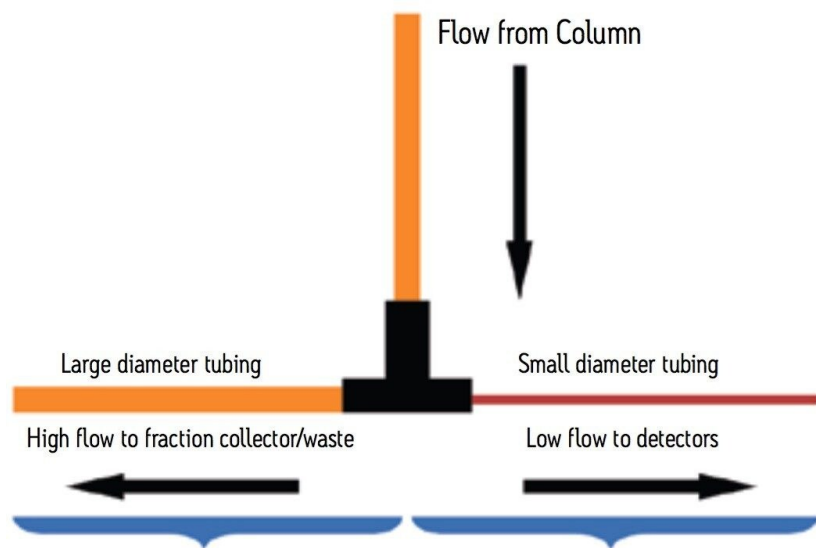 Flow from Column
Large diameter tubing
Small diameter tubing
High flow to fraction collector/waste
Low flow to detectors